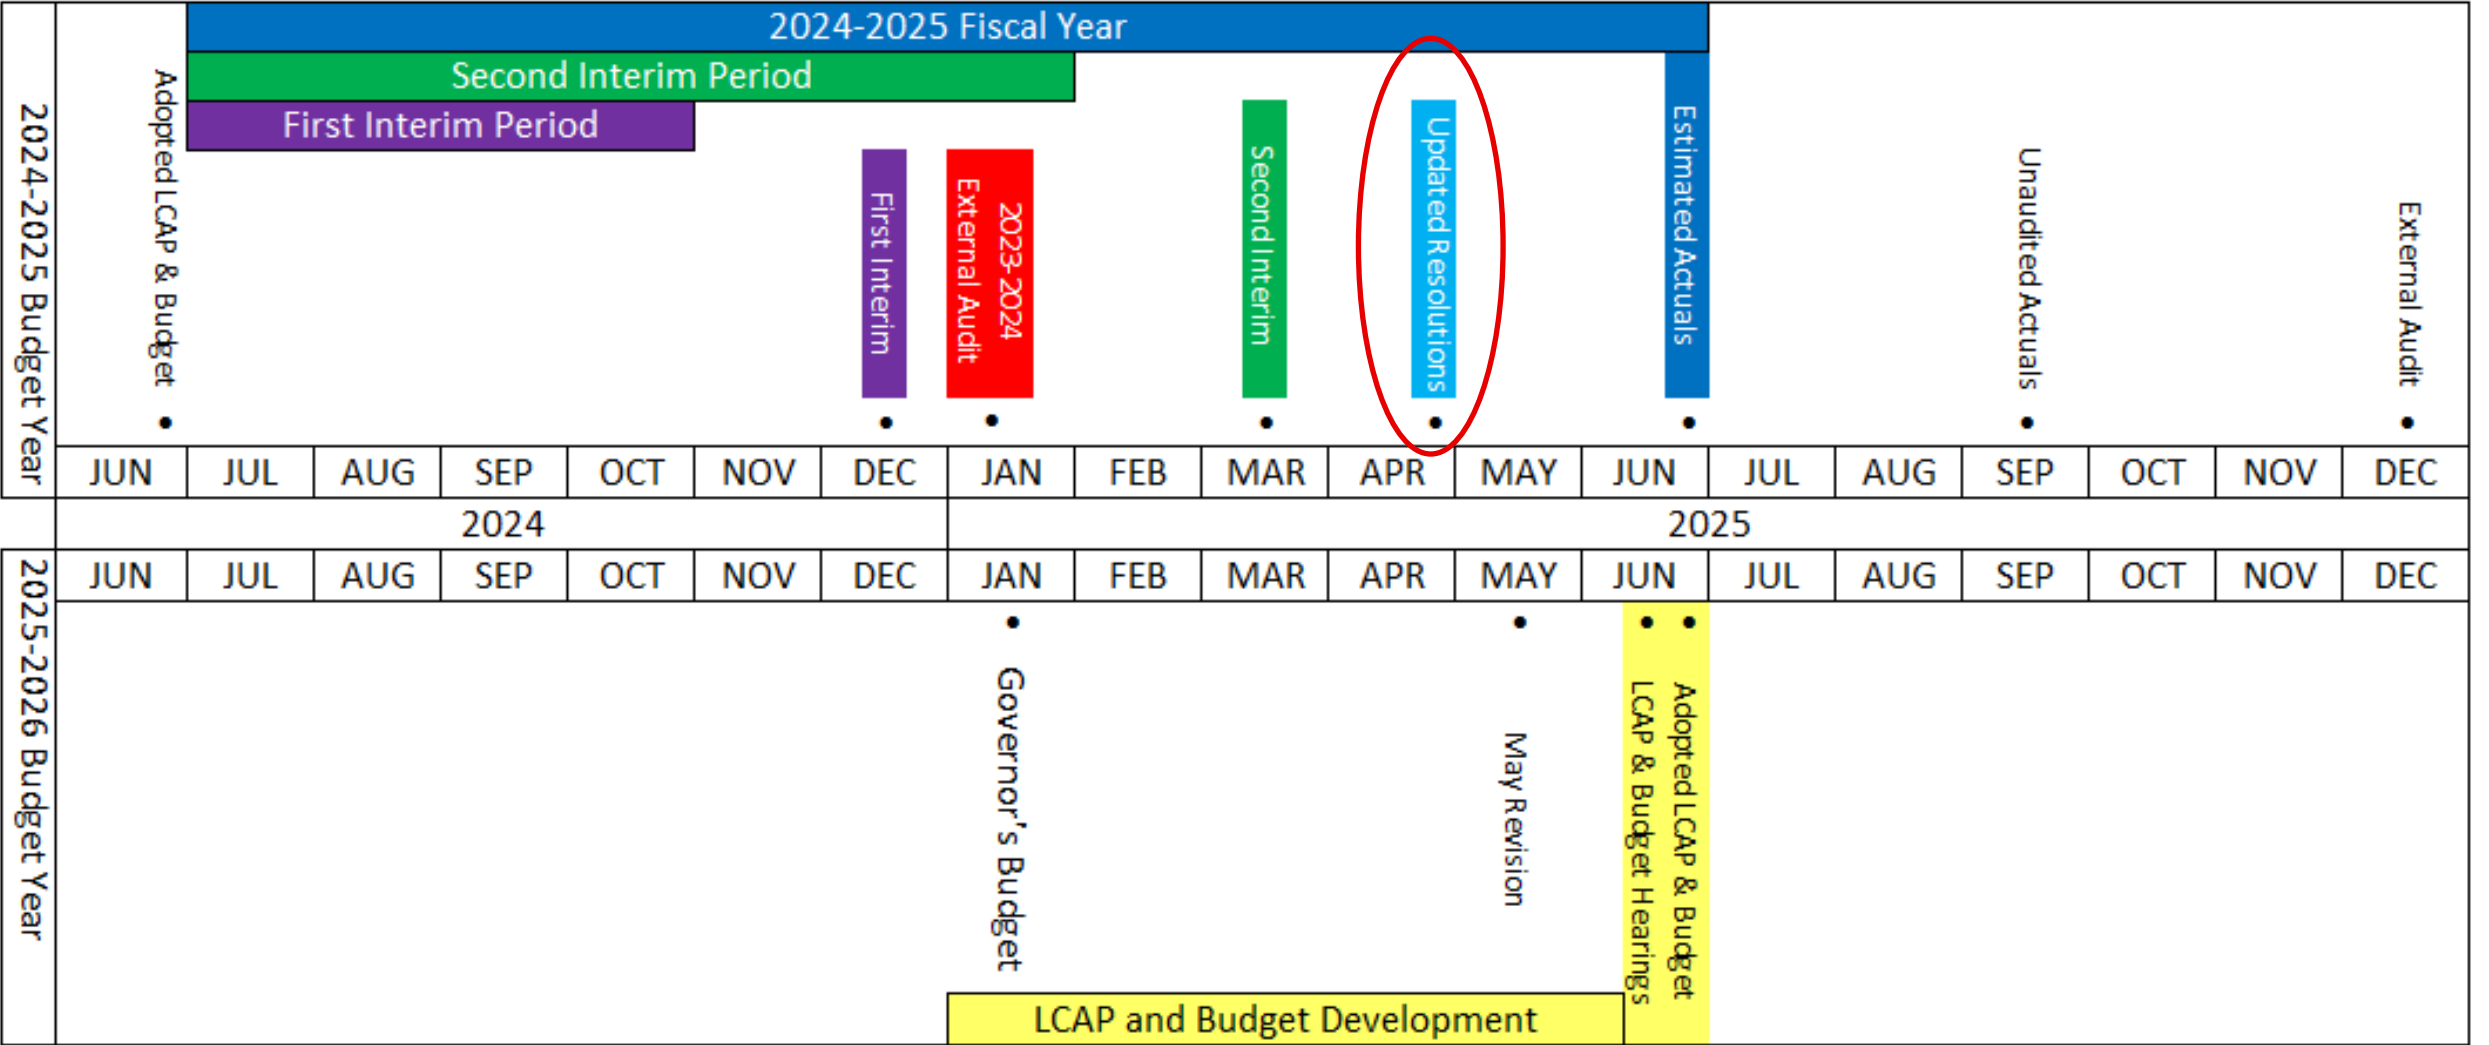 2024-2025 Budget Year
2024-2025 Fiscal Year
Second Interim Period
First Interim Period
Adopted LCAP & Budget
First Interim
2023-2024
External Audit
Second Interim
Updated Resolutions
Estimated Actuals
Unaudited Actuals
External Audit
JUN JUL AUG SEP OCT NOV DEC JAN FEB MAR APR MAY JUN JUL AUG SEP OCT NOV DEC
2024 2025
JUN JUL AUG SEP OCT NOV DEC JAN FEB MAR APR MAY JUN JUL AUG SEP OCT NOV DEC
2025-2026 Budget Year
Governor's Budget
May Revision
Adopted LCAP & Budget
LCAP & Budget Hearings
LCAP and Budget Development